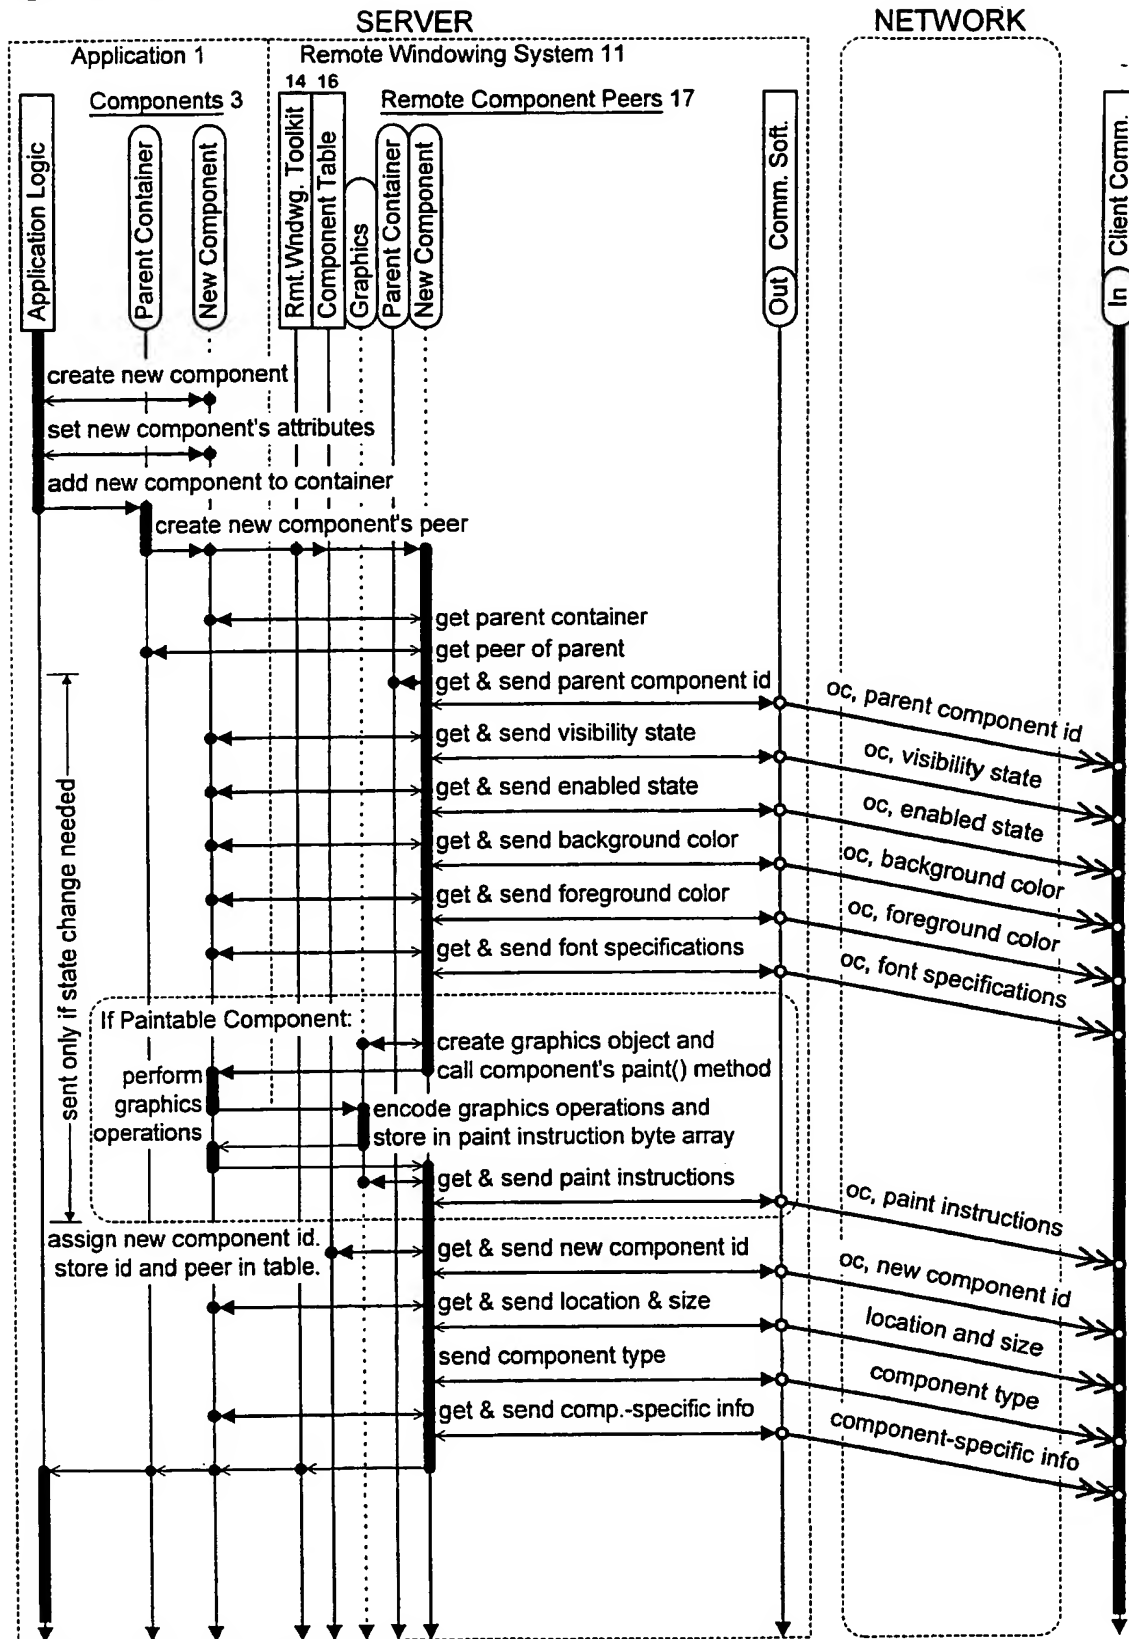 SERVER
NETWORK
Application 1
Remote Windowing System 11
14 16
Components 3
Remote Component Peers 17
Application Logic
Parent Container
New Component
Rmt.Wndwg. Toolkit
Component Table
Graphics
Parent Container
New Component
Out Comm. Soft.
In Client Comm.
create new component
set new component's attributes
add new component to container
create new component's peer
get parent container
get peer of parent
get & send parent component id
oc, parent component id
get & send visibility state
oc, visibility state
get & send enabled state
oc, enabled state
get & send background color
oc, background color
get & send foreground color
oc, foreground color
get & send font specifications
oc, font specifications
sent only if state change needed
If Paintable Component:
create graphics object and
call component's paint() method
perform
graphics
operations
encode graphics operations and
store in paint instruction byte array
get & send paint instructions
oc, paint instructions
assign new component id.
store id and peer in table.
get & send new component id
oc, new component id
get & send location & size
location and size
send component type
component type
get & send comp.-specific info
component-specific info